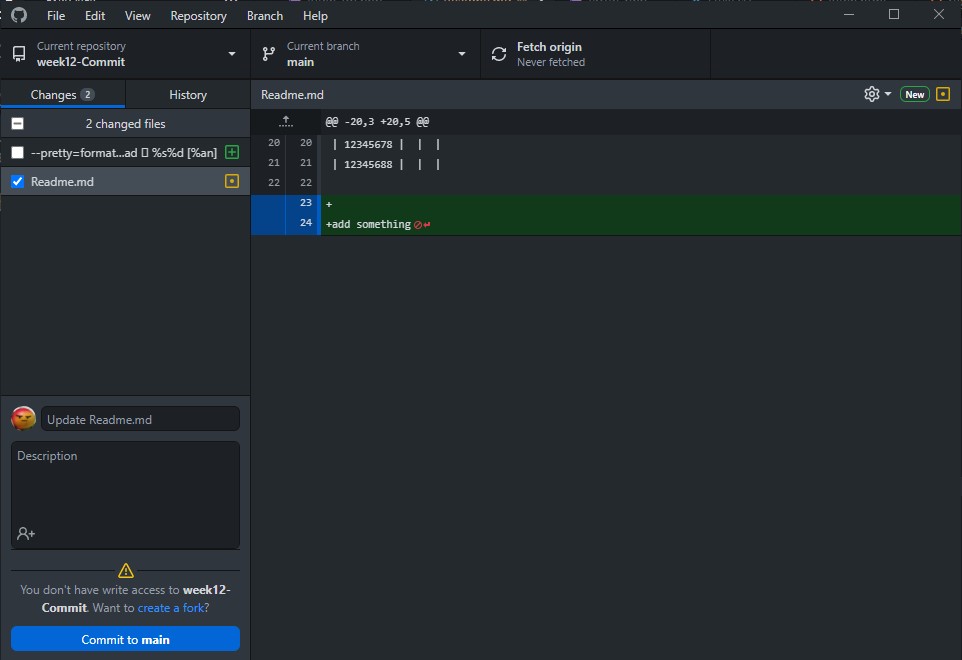 File Edit View Repository Branch Help
Current repository
week12-Commit
Current branch
main
Fetch origin
Never fetched
Changes 2
History
Readme.md
New
2 changed files
--pretty=format...ad ▯ %s%d [%an]
Readme.md
@@ -20,3 +20,5 @@
20 20 | 12345678 | | |
21 21 | 12345688 | | |
22 22
23 +
24 +add something
Update Readme.md
Description
You don't have write access to week12-
Commit. Want to create a fork?
Commit to main